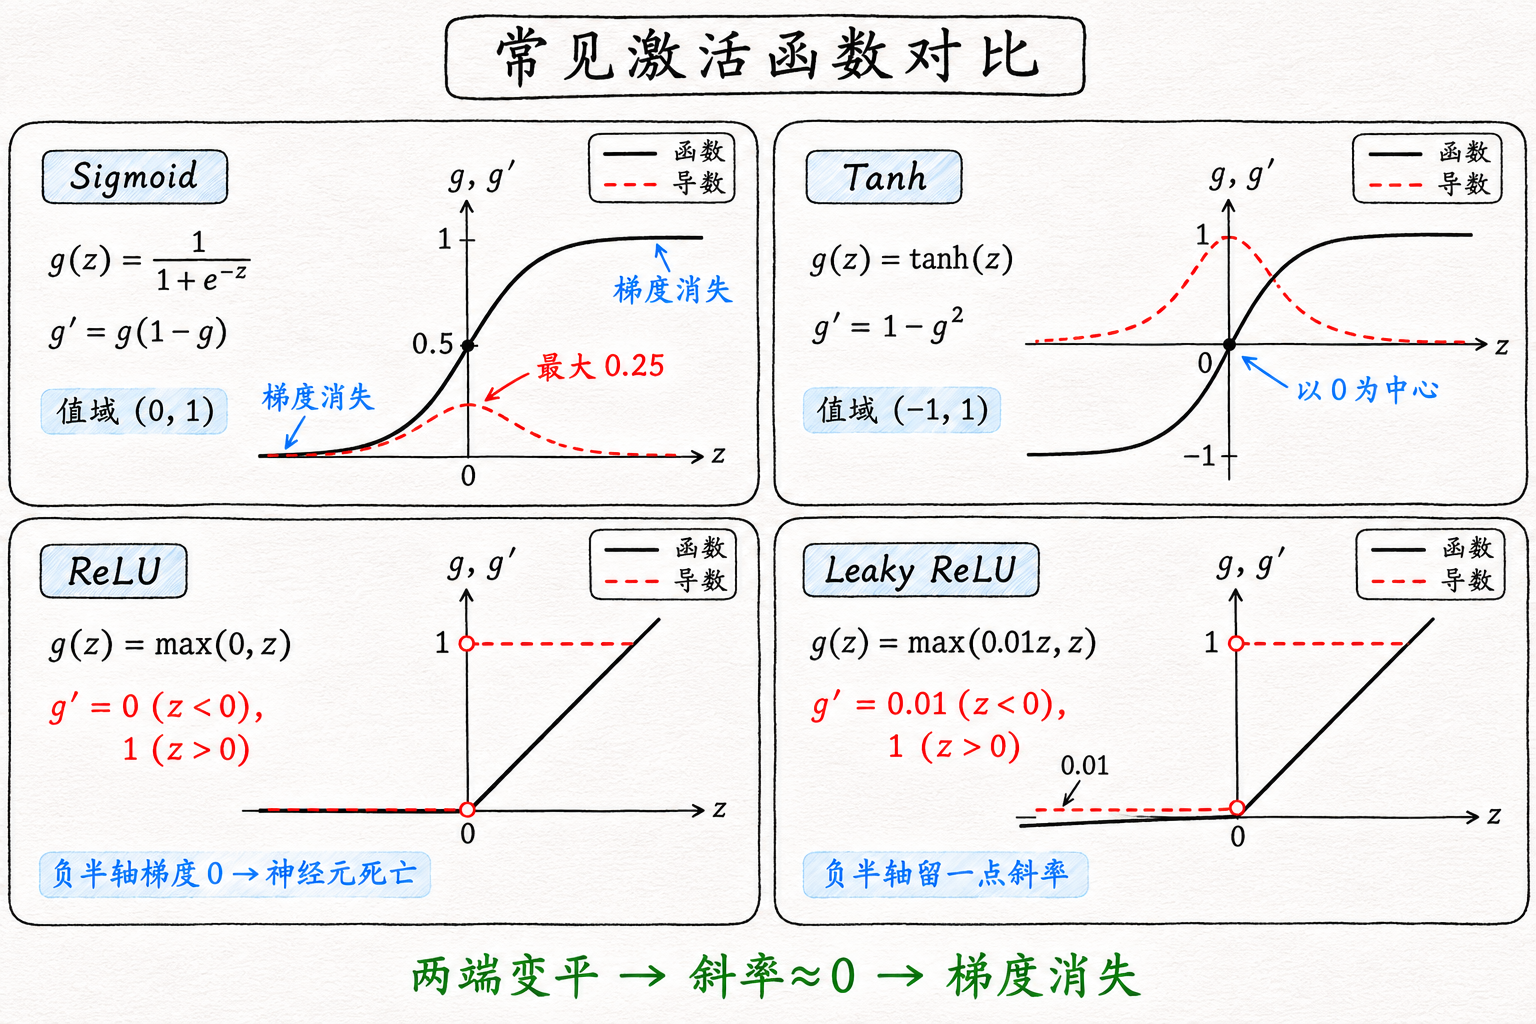 常见激活函数对比
Sigmoid
函数
导数
g, g′
g(z) = 1 / (1 + e^{−z})
g′ = g(1 − g)
值域 (0, 1)
1
0.5
0
z
梯度消失
最大 0.25
梯度消失
Tanh
函数
导数
g, g′
g(z) = tanh(z)
g′ = 1 − g²
值域 (−1, 1)
1
0
−1
z
以 0 为中心
ReLU
函数
导数
g, g′
g(z) = max(0, z)
g′ = 0 (z < 0),
1 (z > 0)
1
0
z
负半轴梯度 0 → 神经元死亡
Leaky ReLU
函数
导数
g, g′
g(z) = max(0.01z, z)
g′ = 0.01 (z < 0),
1 (z > 0)
1
0.01
0
z
负半轴留一点斜率
两端变平 → 斜率≈0 → 梯度消失